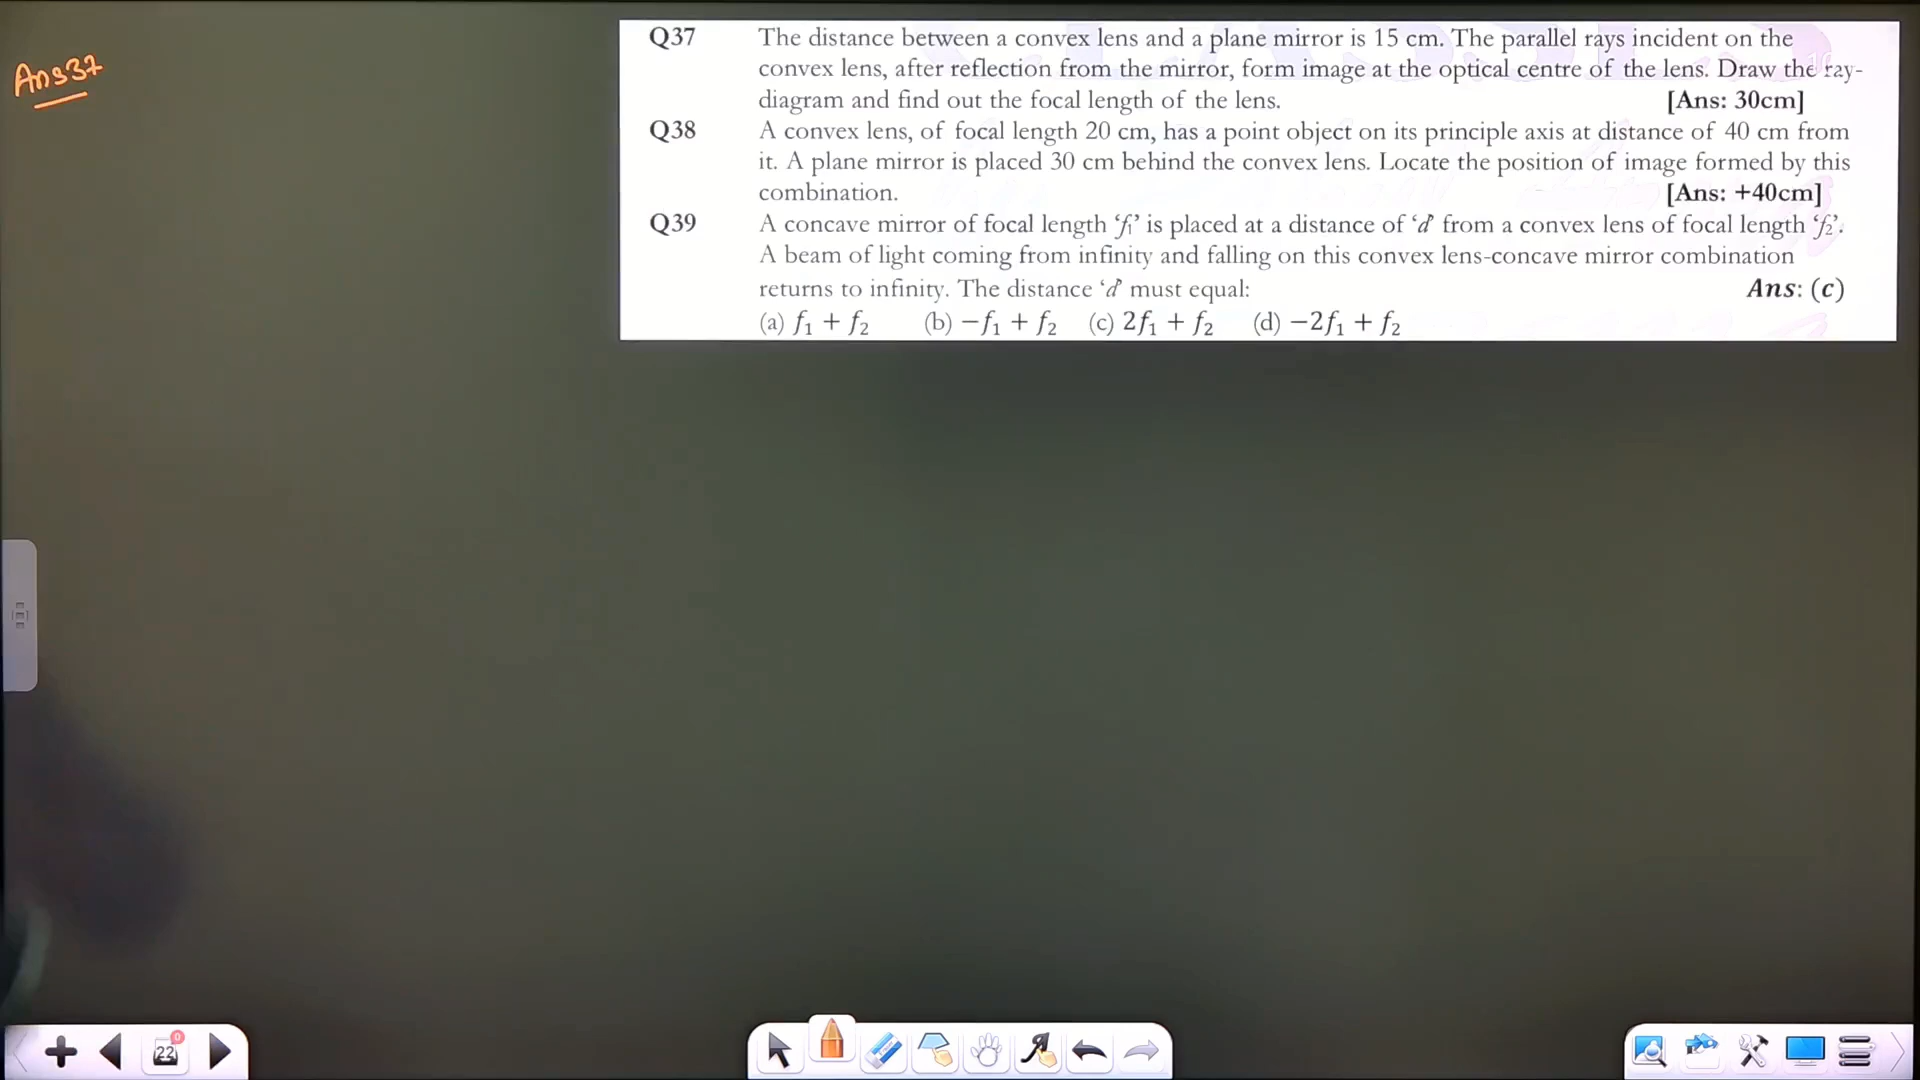 Ans 37
Q37 The distance between a convex lens and a plane mirror is 15 cm. The parallel rays incident on the
convex lens, after reflection from the mirror, form image at the optical centre of the lens. Draw the ray-
diagram and find out the focal length of the lens. [Ans: 30cm]
Q38 A convex lens, of focal length 20 cm, has a point object on its principle axis at distance of 40 cm from
it. A plane mirror is placed 30 cm behind the convex lens. Locate the position of image formed by this
combination. [Ans: +40cm]
Q39 A concave mirror of focal length ‘f₁’ is placed at a distance of ‘d’ from a convex lens of focal length ‘f₂’.
A beam of light coming from infinity and falling on this convex lens-concave mirror combination
returns to infinity. The distance ‘d’ must equal: Ans: (c)
(a) f₁ + f₂ (b) −f₁ + f₂ (c) 2f₁ + f₂ (d) −2f₁ + f₂
22
0